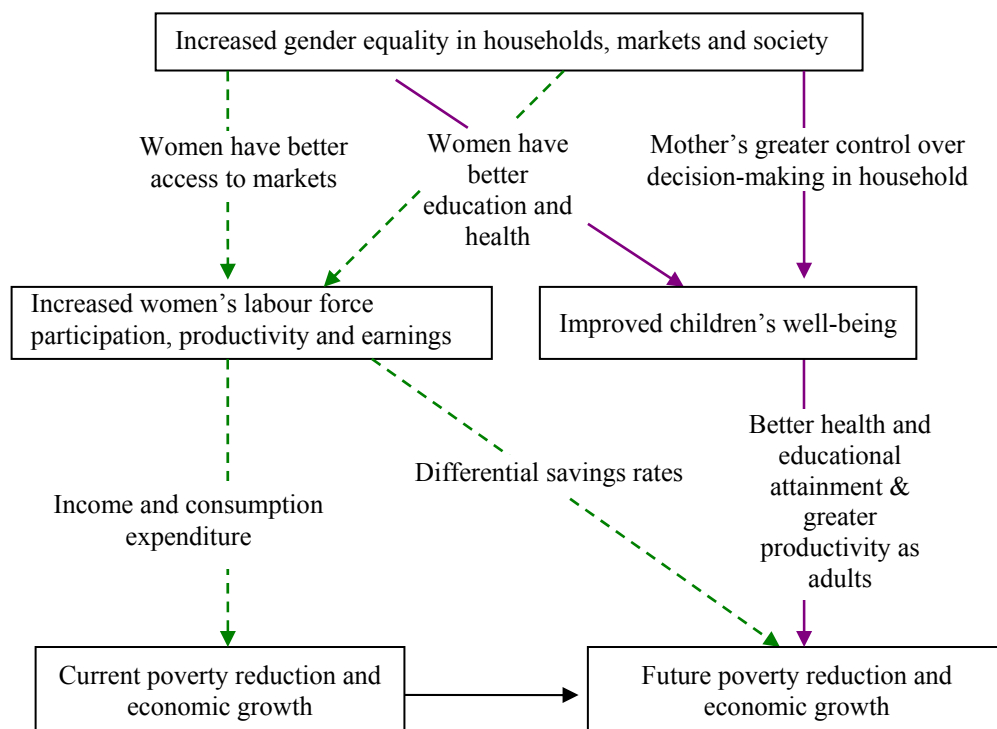 Increased gender equality in households, markets and society
Women have better
access to markets
Women have
better
education and
health
Mother’s greater control over
decision-making in household
Increased women’s labour force
participation, productivity and earnings
Improved children’s well-being
Income and consumption
expenditure
Differential savings rates
Better health and
educational
attainment &
greater
productivity as
adults
Current poverty reduction and
economic growth
Future poverty reduction and
economic growth